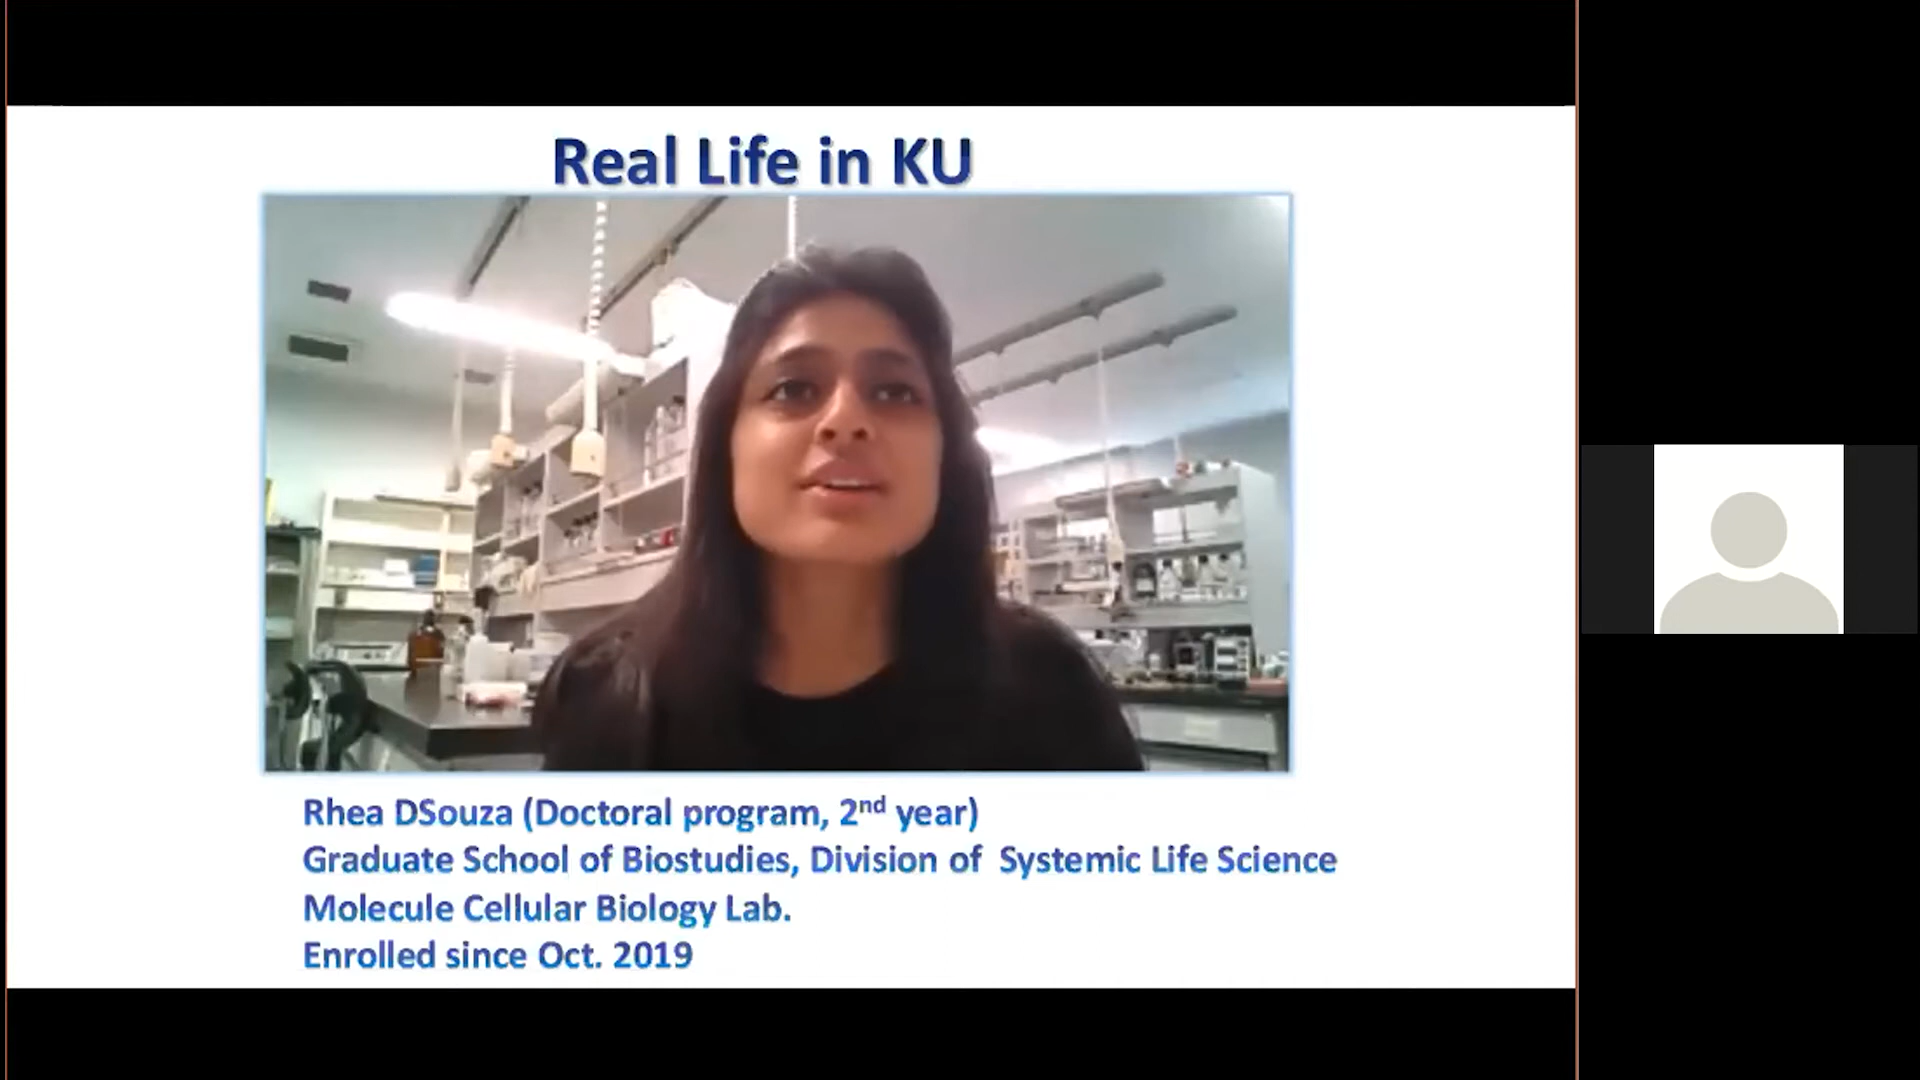 Real Life in KU
Rhea DSouza (Doctoral program, 2nd year)
Graduate School of Biostudies, Division of  Systemic Life Science
Molecule Cellular Biology Lab.
Enrolled since Oct. 2019